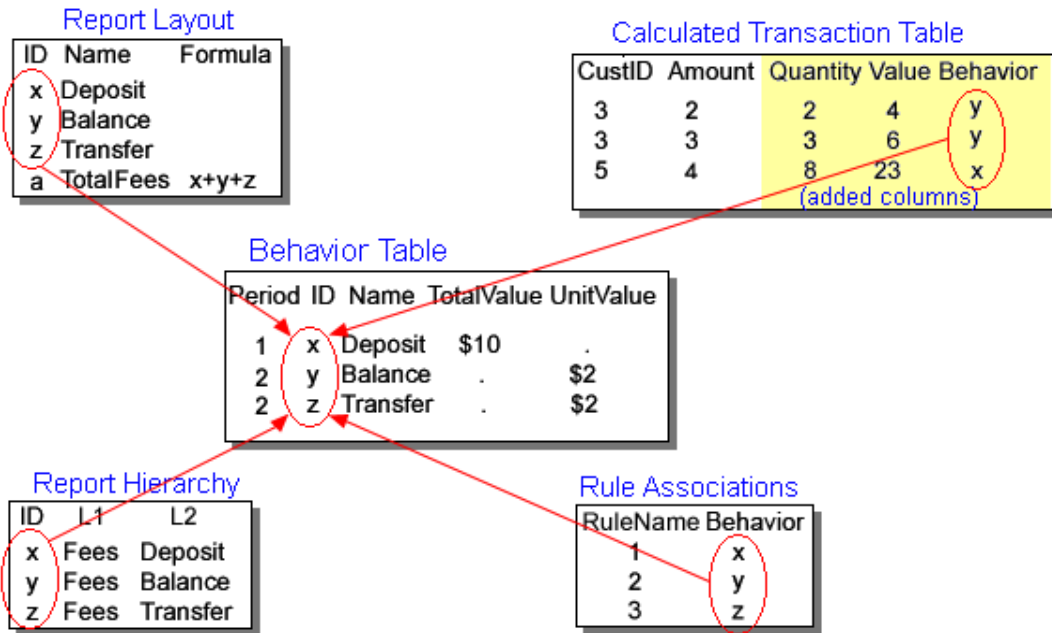 Report Layout
ID Name Formula
x Deposit
y Balance
z Transfer
a TotalFees x+y+z
Calculated Transaction Table
CustID Amount Quantity Value Behavior
3 2 2 4 y
3 3 3 6 y
5 4 8 23 x
(added columns)
Behavior Table
Period ID Name TotalValue UnitValue
1 x Deposit $10 .
2 y Balance . $2
2 z Transfer . $2
Report Hierarchy
ID L1 L2
x Fees Deposit
y Fees Balance
z Fees Transfer
Rule Associations
RuleName Behavior
1 x
2 y
3 z